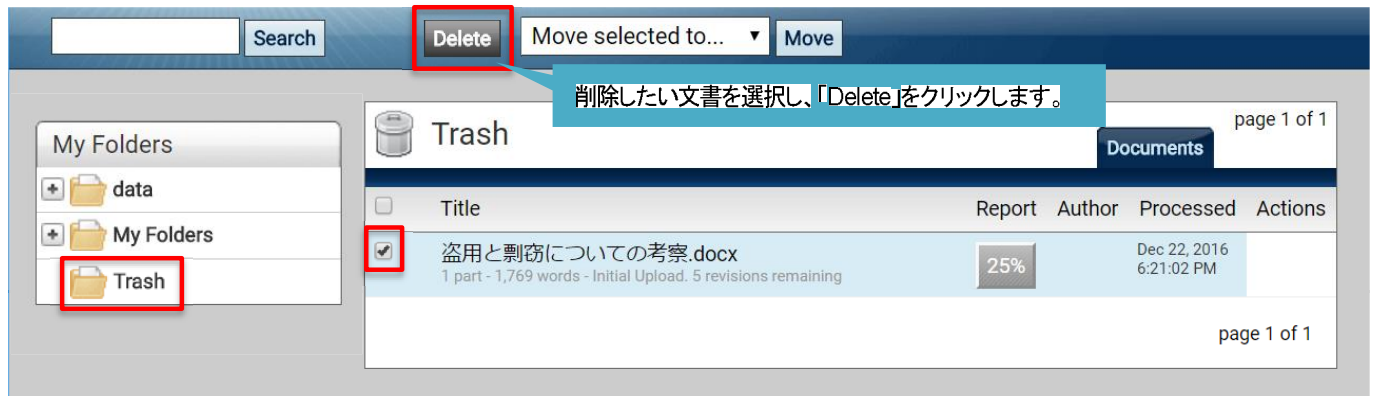 Search
Delete
Move selected to...
Move
削除したい文書を選択し、「Delete」をクリックします。
My Folders
data
My Folders
Trash
Trash
page 1 of 1
Documents
Title Report Author Processed Actions
盗用と剽窃についての考察.docx
1 part - 1,769 words - Initial Upload. 5 revisions remaining
25%
Dec 22, 2016
6:21:02 PM
page 1 of 1